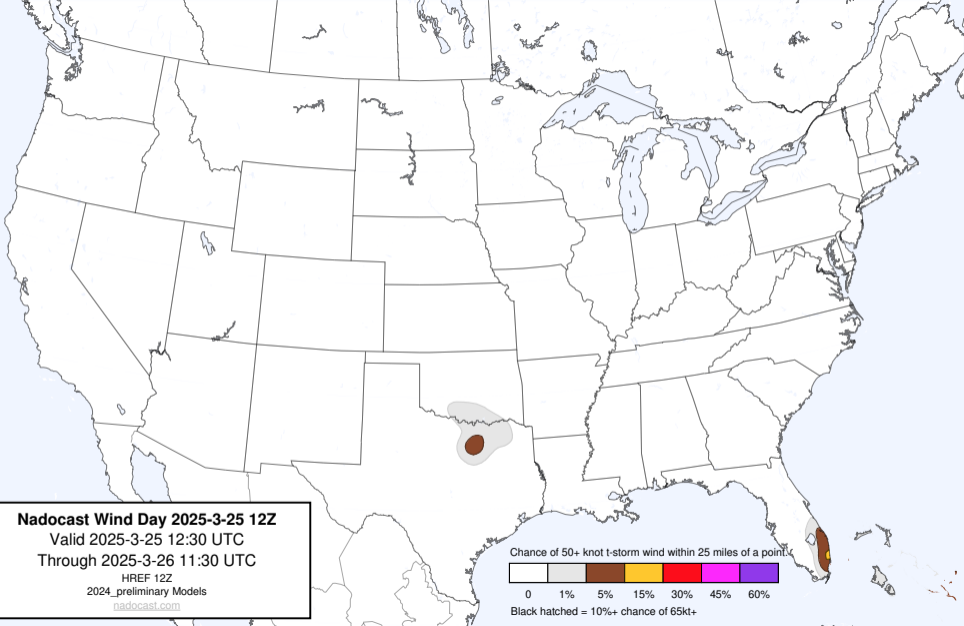 Nadocast Wind Day 2025-3-25 12Z
Valid 2025-3-25 12:30 UTC
Through 2025-3-26 11:30 UTC
HREF 12Z
2024_preliminary Models
nadocast.com
Chance of 50+ knot t-storm wind within 25 miles of a point.
0 1% 5% 15% 30% 45% 60%
Black hatched = 10%+ chance of 65kt+